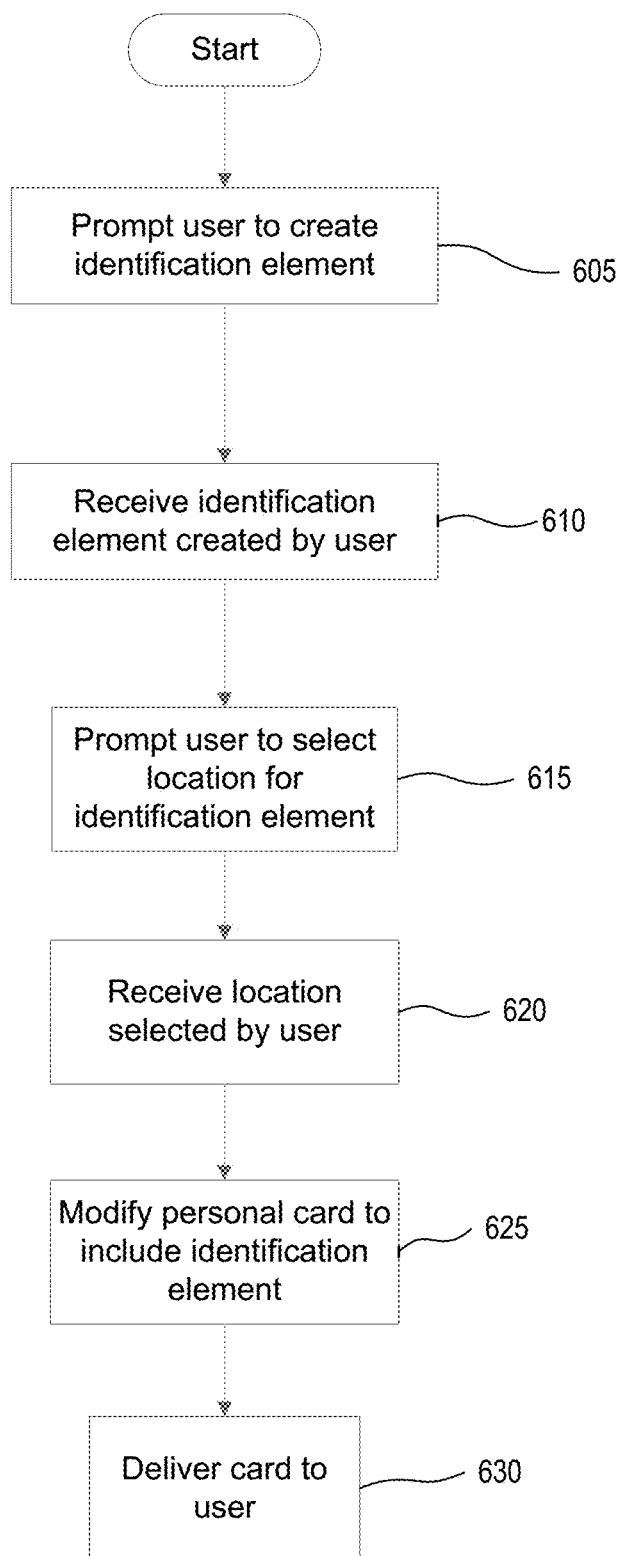 Start
Prompt user to create
identification element
605
Receive identification
element created by user
610
Prompt user to select
location for
identification element
615
Receive location
selected by user
620
Modify personal card to
include identification
element
625
Deliver card to
user
630